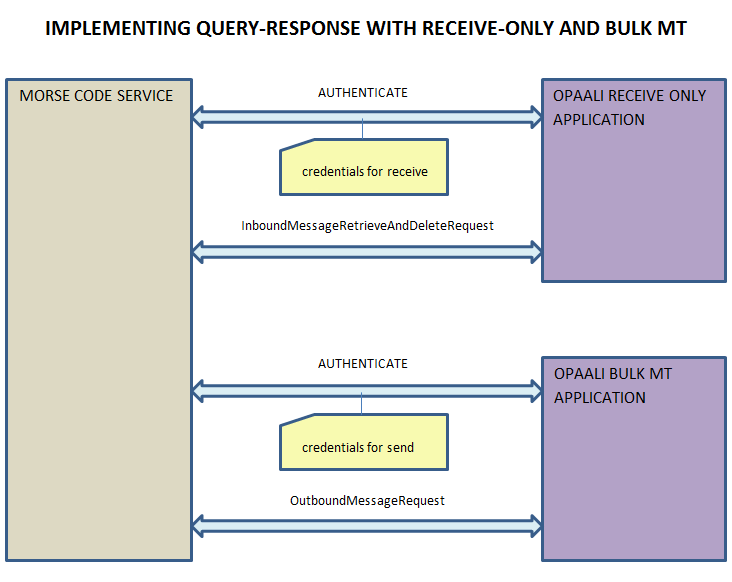 IMPLEMENTING QUERY-RESPONSE WITH RECEIVE-ONLY AND BULK MT
MORSE CODE SERVICE
AUTHENTICATE
OPAALI RECEIVE ONLY
APPLICATION
credentials for receive
InboundMessageRetrieveAndDeleteRequest
AUTHENTICATE
OPAALI BULK MT
APPLICATION
credentials for send
OutboundMessageRequest